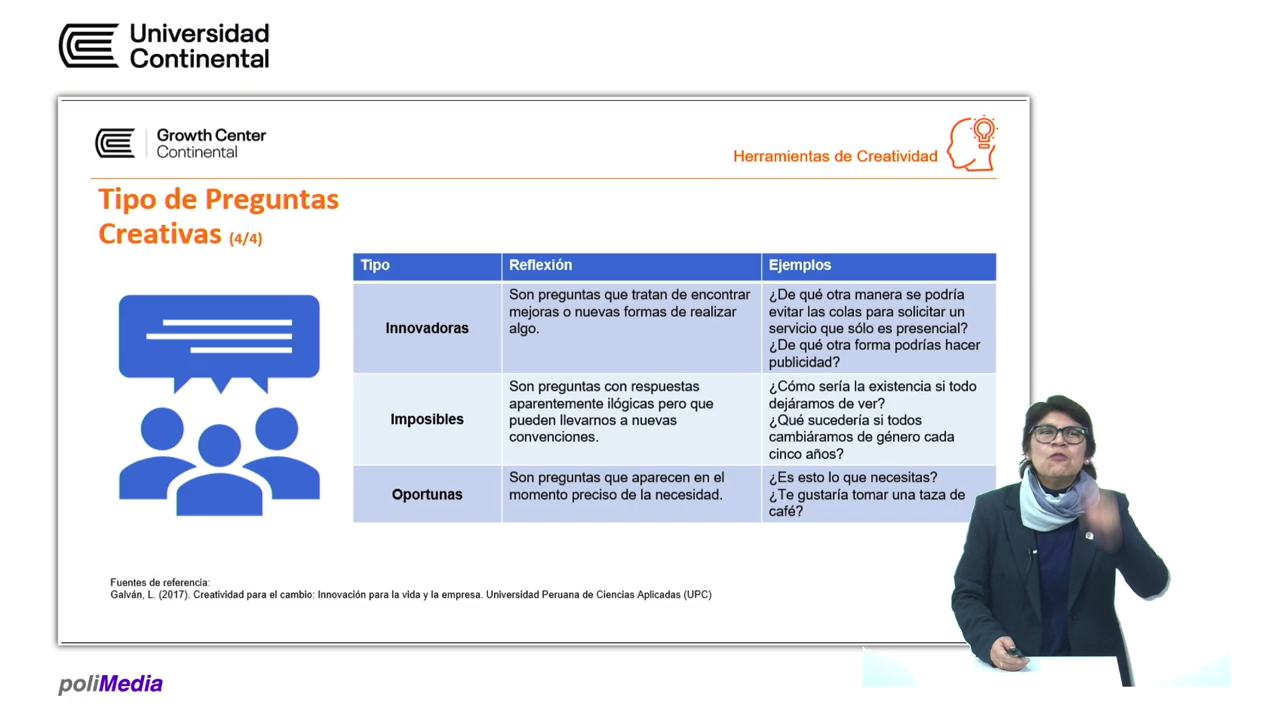 Universidad
Continental
Growth Center
Continental
Herramientas de Creatividad
Tipo de Preguntas
Creativas (4/4)
Tipo
Reflexión
Ejemplos
Innovadoras
Son preguntas que tratan de encontrar
mejoras o nuevas formas de realizar
algo.
¿De qué otra manera se podría
evitar las colas para solicitar un
servicio que sólo es presencial?
¿De qué otra forma podrías hacer
publicidad?
Imposibles
Son preguntas con respuestas
aparentemente ilógicas pero que
pueden llevarnos a nuevas
convenciones.
¿Cómo sería la existencia si todo
dejáramos de ver?
¿Qué sucedería si todos
cambiáramos de género cada
cinco años?
Oportunas
Son preguntas que aparecen en el
momento preciso de la necesidad.
¿Es esto lo que necesitas?
¿Te gustaría tomar una taza de
café?
Fuentes de referencia:
Galván, L. (2017). Creatividad para el cambio: Innovación para la vida y la empresa. Universidad Peruana de Ciencias Aplicadas (UPC)
poliMedia